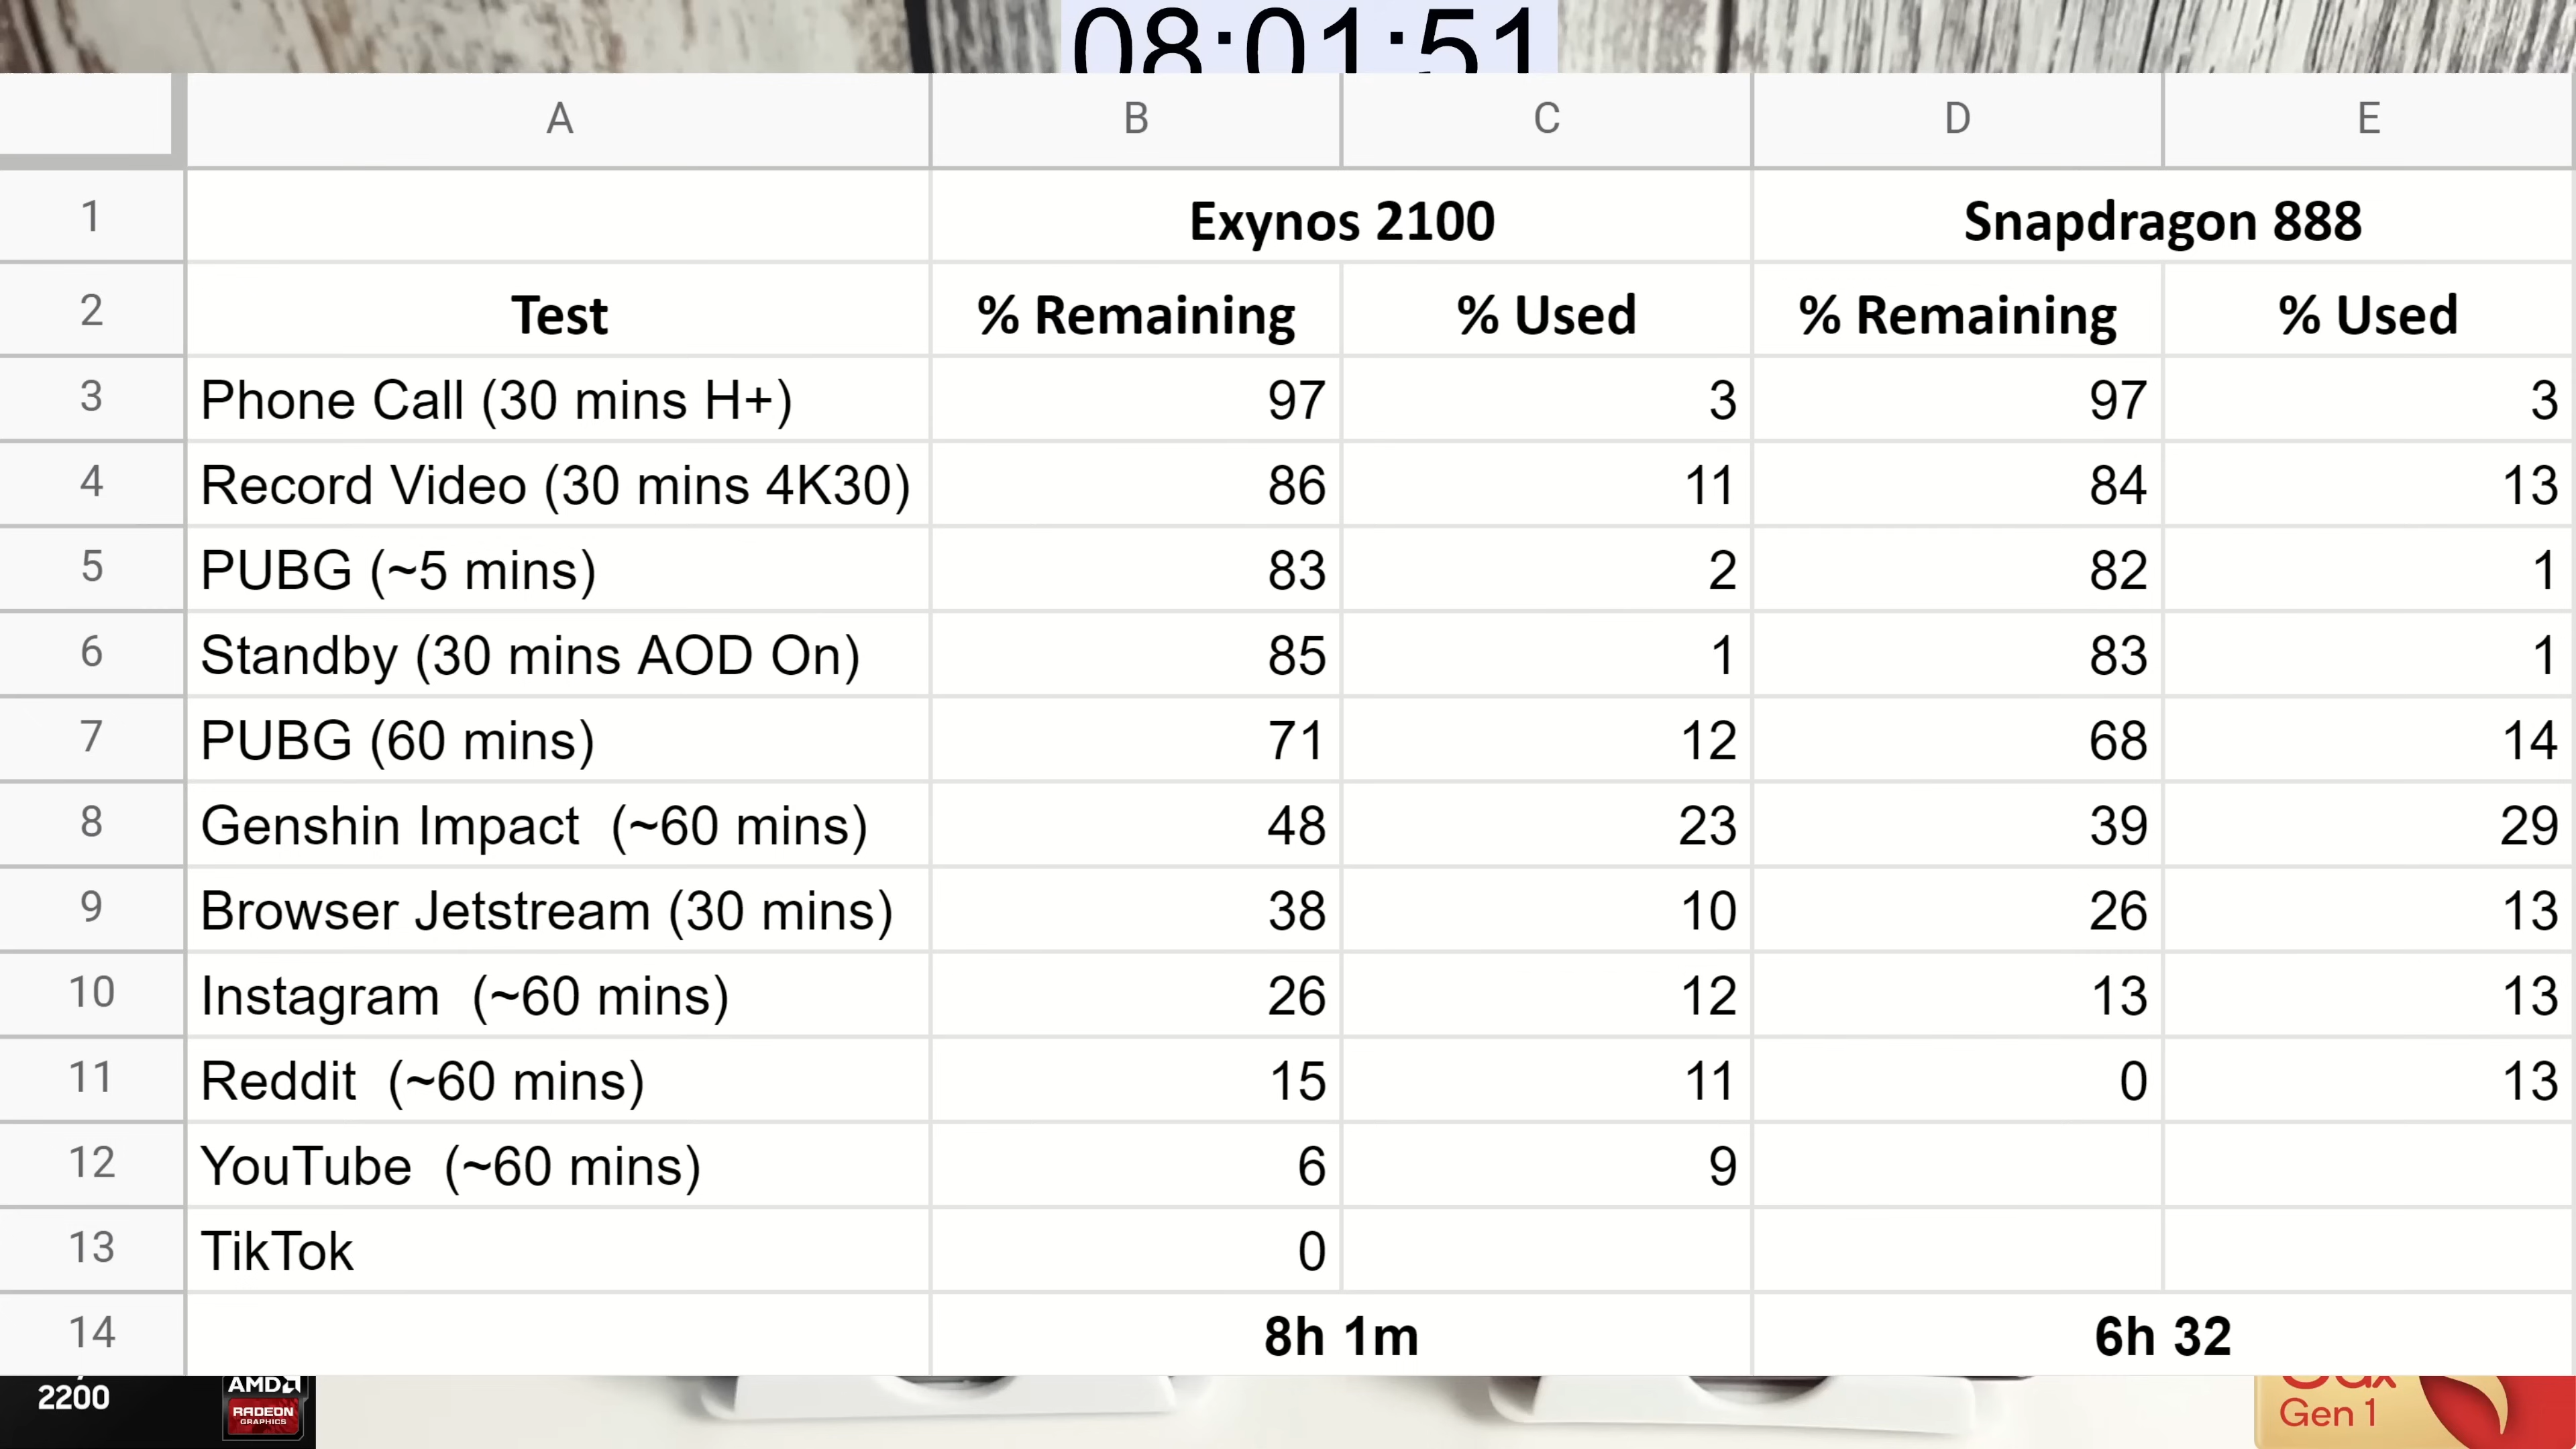 08:01:51
A B C D E
1 Exynos 2100 Snapdragon 888
2 Test % Remaining % Used % Remaining % Used
3 Phone Call (30 mins H+) 97 3 97 3
4 Record Video (30 mins 4K30) 86 11 84 13
5 PUBG (~5 mins) 83 2 82 1
6 Standby (30 mins AOD On) 85 1 83 1
7 PUBG (60 mins) 71 12 68 14
8 Genshin Impact (~60 mins) 48 23 39 29
9 Browser Jetstream (30 mins) 38 10 26 13
10 Instagram (~60 mins) 26 12 13 13
11 Reddit (~60 mins) 15 11 0 13
12 YouTube (~60 mins) 6 9
13 TikTok 0
14 8h 1m 6h 32
2200
AMD
RADEON
GRAPHICS
Gen 1